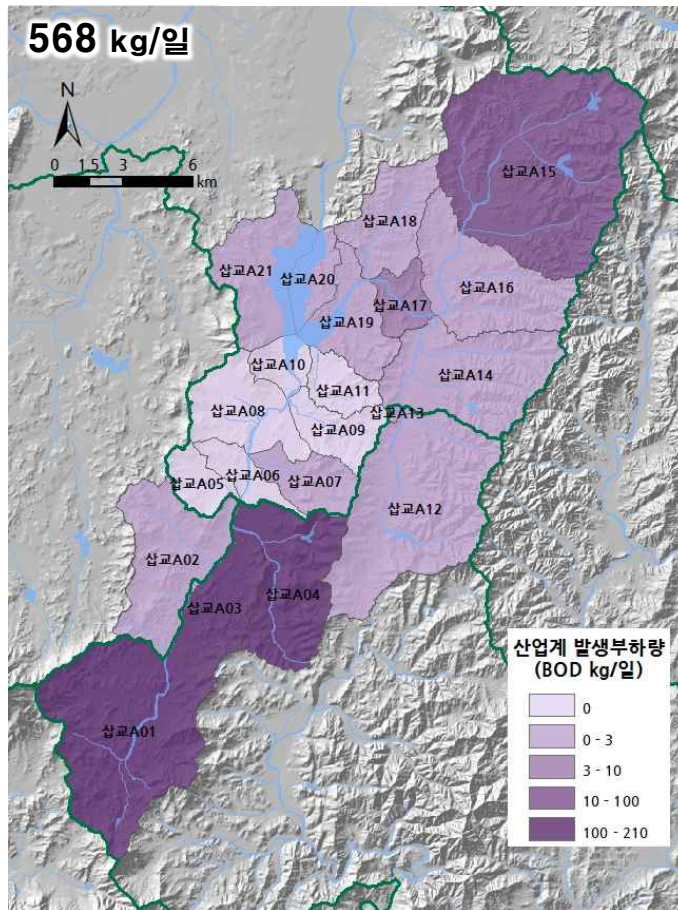 568 kg/일
N
0 1.5 3 6
km
삽교A15
삽교A18
삽교A21
삽교A20
삽교A16
삽교A17
삽교A19
삽교A10
삽교A14
삽교A11
삽교A08
삽교A13
삽교A09
삽교A06
삽교A07
삽교A05
삽교A12
삽교A02
삽교A04
삽교A03
삽교A01
산업계 발생부하량
(BOD kg/일)
0
0 - 3
3 - 10
10 - 100
100 - 210